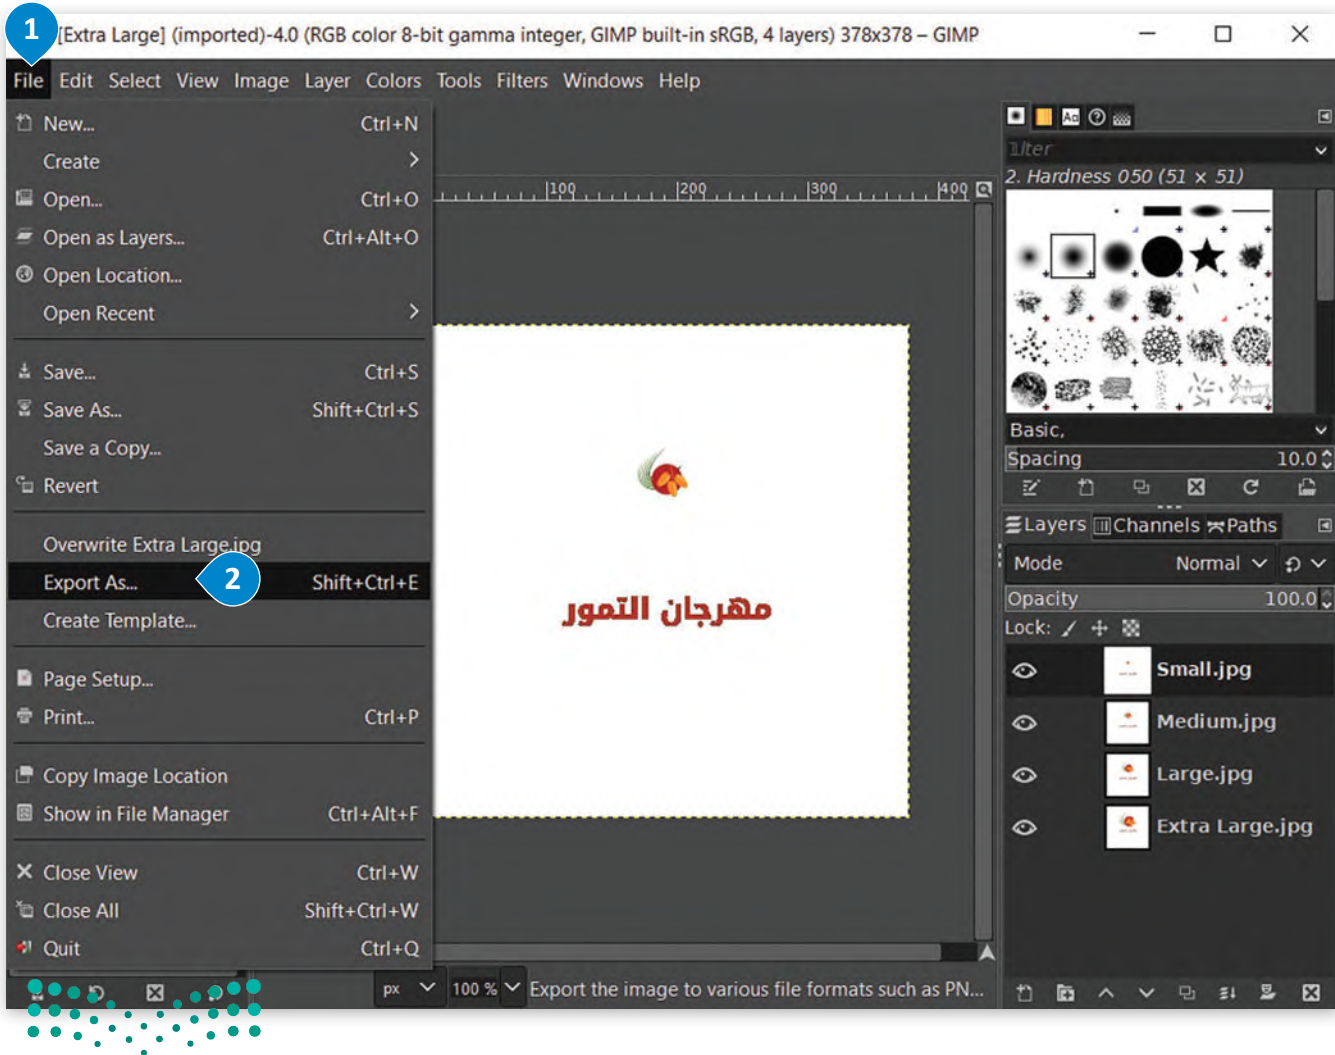 1
[Extra Large] (imported)-4.0 (RGB color 8-bit gamma integer, GIMP built-in sRGB, 4 layers) 378x378 – GIMP
File Edit Select View Image Layer Colors Tools Filters Windows Help
New... Ctrl+N
Create
Open... Ctrl+O
Open as Layers... Ctrl+Alt+O
Open Location...
Open Recent
Save... Ctrl+S
Save As... Shift+Ctrl+S
Save a Copy...
Revert
Overwrite Extra Large.jpg
Export As... 2 Shift+Ctrl+E
Create Template...
Page Setup...
Print... Ctrl+P
Copy Image Location
Show in File Manager Ctrl+Alt+F
Close View Ctrl+W
Close All Shift+Ctrl+W
Quit Ctrl+Q
100 200 300 400
مهرجان التمور
px 100 % Export the image to various file formats such as PN...
Aa
2. Hardness 050 (51 × 51)
Basic,
Spacing 10.0
Layers Channels Paths
Mode Normal
Opacity 100.0
Lock:
Small.jpg
Medium.jpg
Large.jpg
Extra Large.jpg